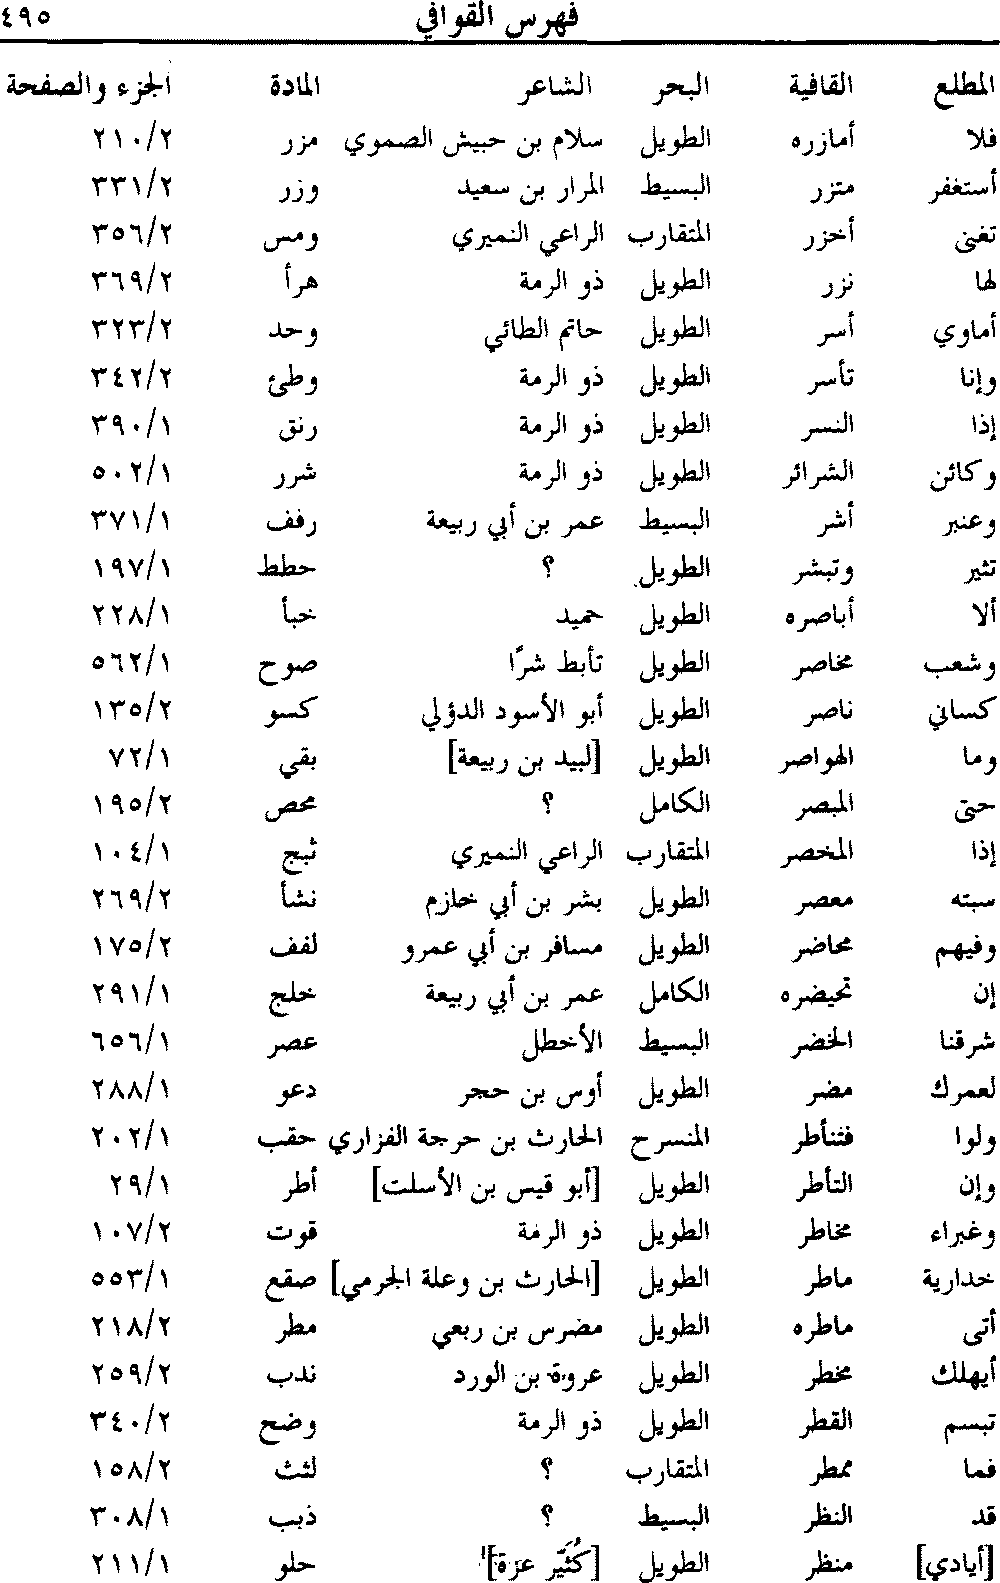 فهرس القوافي ٤٩٥
المطلع القافية البحر الشاعر المادة الجزء والصفحة
فلا أمازره الطويل سلام بن حبيش الصموي مزر ٢١٠/٢
أستغفر متزر البسيط المرار بن سعيد وزر ٣٣١/٢
تغنى أخزر المتقارب الراعي النميري ومس ٣٥٦/٢
لها نزر الطويل ذو الرمة هرأ ٣٦٩/٢
أماوي أسر الطويل حاتم الطائي وحد ٣٢٣/٢
وإنا تأسر الطويل ذو الرمة وطئ ٣٤٢/٢
إذا النسر الطويل ذو الرمة رنق ٣٩٠/١
وكائن الشرائر الطويل ذو الرمة شرر ٥٠٢/١
وعنبر أشر البسيط عمر بن أبي ربيعة رفف ٣٧١/١
تثير وتبشر الطويل ؟ حطط ١٩٧/١
ألا أباصره الطويل حميد خبأ ٢٢٨/١
وشعب مخاصر الطويل تأبط شرًا صوح ٥٦٢/١
كساني ناصر الطويل أبو الأسود الدؤلي كسو ١٣٥/٢
وما الهواصر الطويل [لبيد بن ربيعة] بقي ٧٢/١
حتى المبصر الكامل ؟ محص ١٩٥/٢
إذا المخصر المتقارب الراعي النميري ثبج ١٠٤/١
سبته معصر الطويل بشر بن أبي خازم نشأ ٢٦٩/٢
وفيهم محاضر الطويل مسافر بن أبي عمرو لفف ١٧٥/٢
إن تحيضره الكامل عمر بن أبي ربيعة خلج ٢٩١/١
شرقنا الخضر البسيط الأخطل عصر ٦٥٦/١
لعمرك مضر الطويل أوس بن حجر دعو ٢٨٨/١
ولوا فتنأطر المنسرح الحارث بن حرجة الفزاري حقب ٢٠٢/١
وإن التأطر الطويل [أبو قيس بن الأسلت] أطر ٢٩/١
وغبراء مخاطر الطويل ذو الرمة قوت ١٠٧/٢
خدارية ماطر الطويل [الحارث بن وعلة الجرمي] صقع ٥٥٣/١
أتى ماطره الطويل مضرس بن ربعي مطر ٢١٨/٢
أيهلك مخطر الطويل عروة بن الورد ندب ٢٥٩/٢
تبسم القطر الطويل ذو الرمة وضح ٣٤٠/٢
فما ممطر المتقارب ؟ لثث ١٥٨/٢
قد النظر البسيط ؟ ذبب ٣٠٨/١
[أيادي] منظر الطويل [كُثَيِّر عزة] حلو ٢١١/١